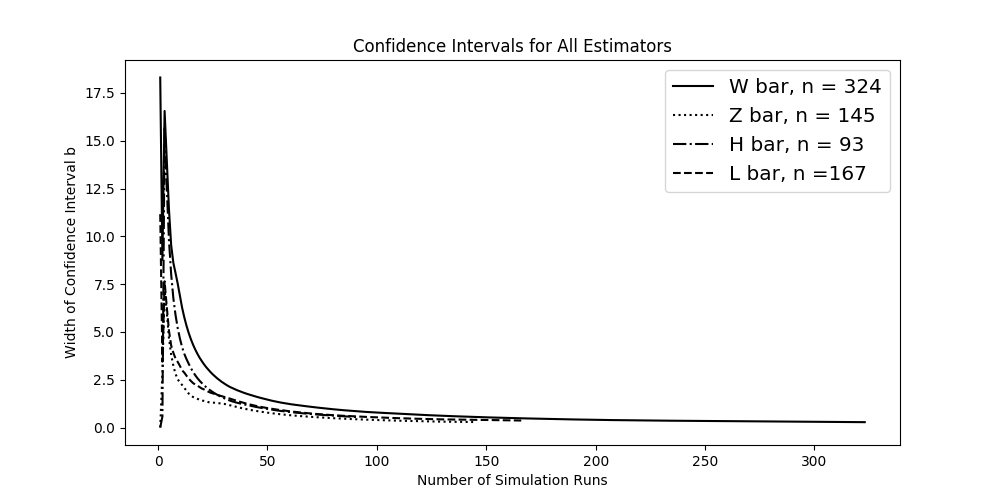 Confidence Intervals for All Estimators
W bar, n = 324
Z bar, n = 145
H bar, n = 93
L bar, n =167
Width of Confidence Interval b
17.5
15.0
12.5
10.0
7.5
5.0
2.5
0.0
0 50 100 150 200 250 300
Number of Simulation Runs